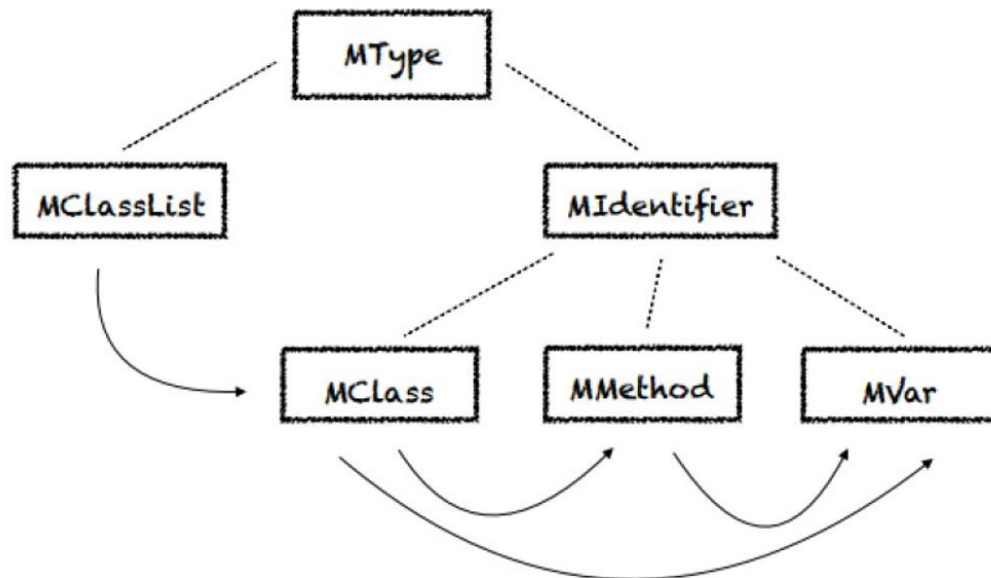 MType
MClassList
MIdentifier
MClass
MMethod
MVar